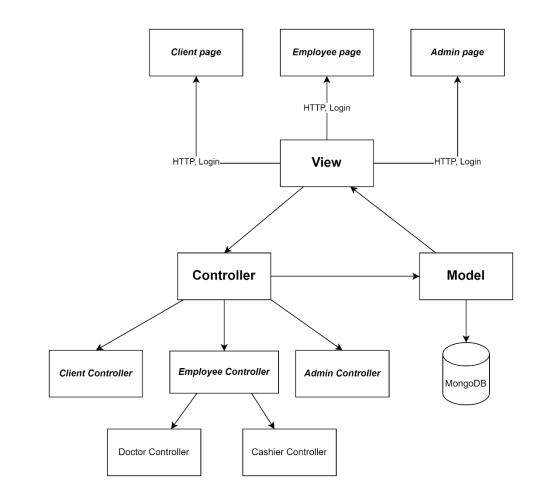 Client page
Employee page
Admin page
HTTP, Login
HTTP, Login
HTTP, Login
View
Controller
Model
Client Controller
Employee Controller
Admin Controller
MongoDB
Doctor Controller
Cashier Controller